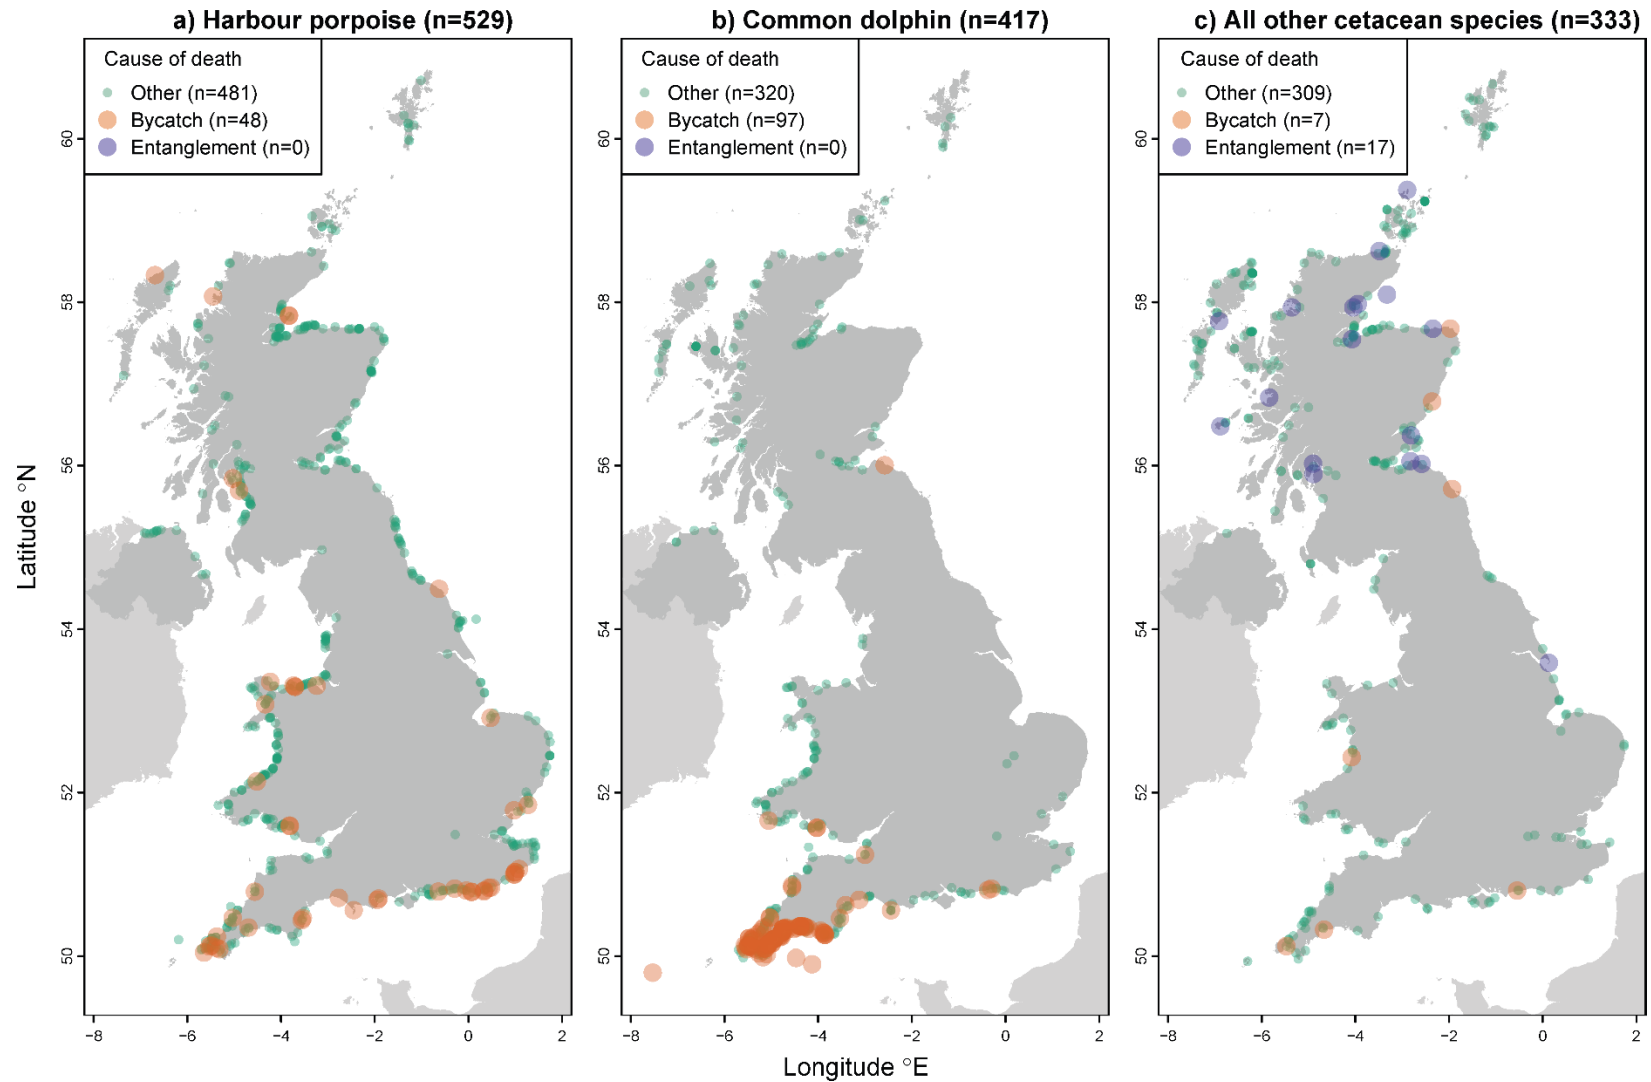 a) Harbour porpoise (n=529)
b) Common dolphin (n=417)
c) All other cetacean species (n=333)
Cause of death
Other (n=481)
Bycatch (n=48)
Entanglement (n=0)
Cause of death
Other (n=320)
Bycatch (n=97)
Entanglement (n=0)
Cause of death
Other (n=309)
Bycatch (n=7)
Entanglement (n=17)
Latitude °N
60
58
56
54
52
50
60
58
56
54
52
50
60
58
56
54
52
50
−8 −6 −4 −2 0 2
−8 −6 −4 −2 0 2
−8 −6 −4 −2 0 2
Longitude °E